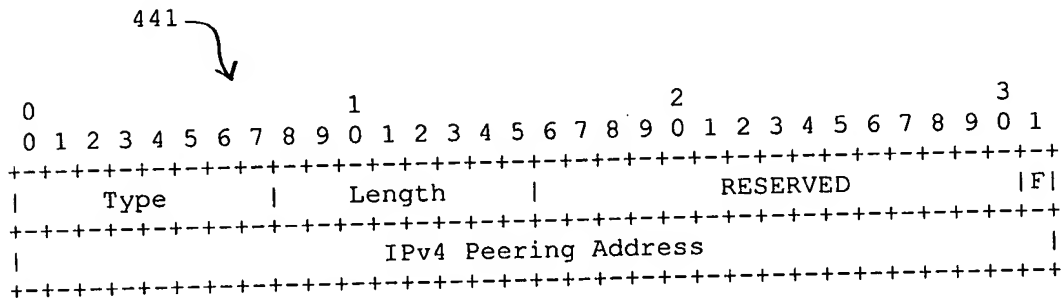 441
0 1 2 3
0 1 2 3 4 5 6 7 8 9 0 1 2 3 4 5 6 7 8 9 0 1 2 3 4 5 6 7 8 9 0 1
+-+-+-+-+-+-+-+-+-+-+-+-+-+-+-+-+-+-+-+-+-+-+-+-+-+-+-+-+-+-+-+-+
| Type | Length | RESERVED |F|
+-+-+-+-+-+-+-+-+-+-+-+-+-+-+-+-+-+-+-+-+-+-+-+-+-+-+-+-+-+-+-+-+
| IPv4 Peering Address |
+-+-+-+-+-+-+-+-+-+-+-+-+-+-+-+-+-+-+-+-+-+-+-+-+-+-+-+-+-+-+-+-+